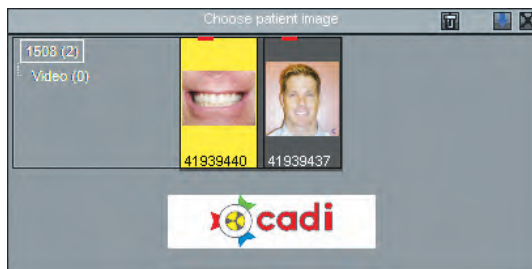 Choose patient image
1508 (2)
Video (0)
41939440
41939437
cadi